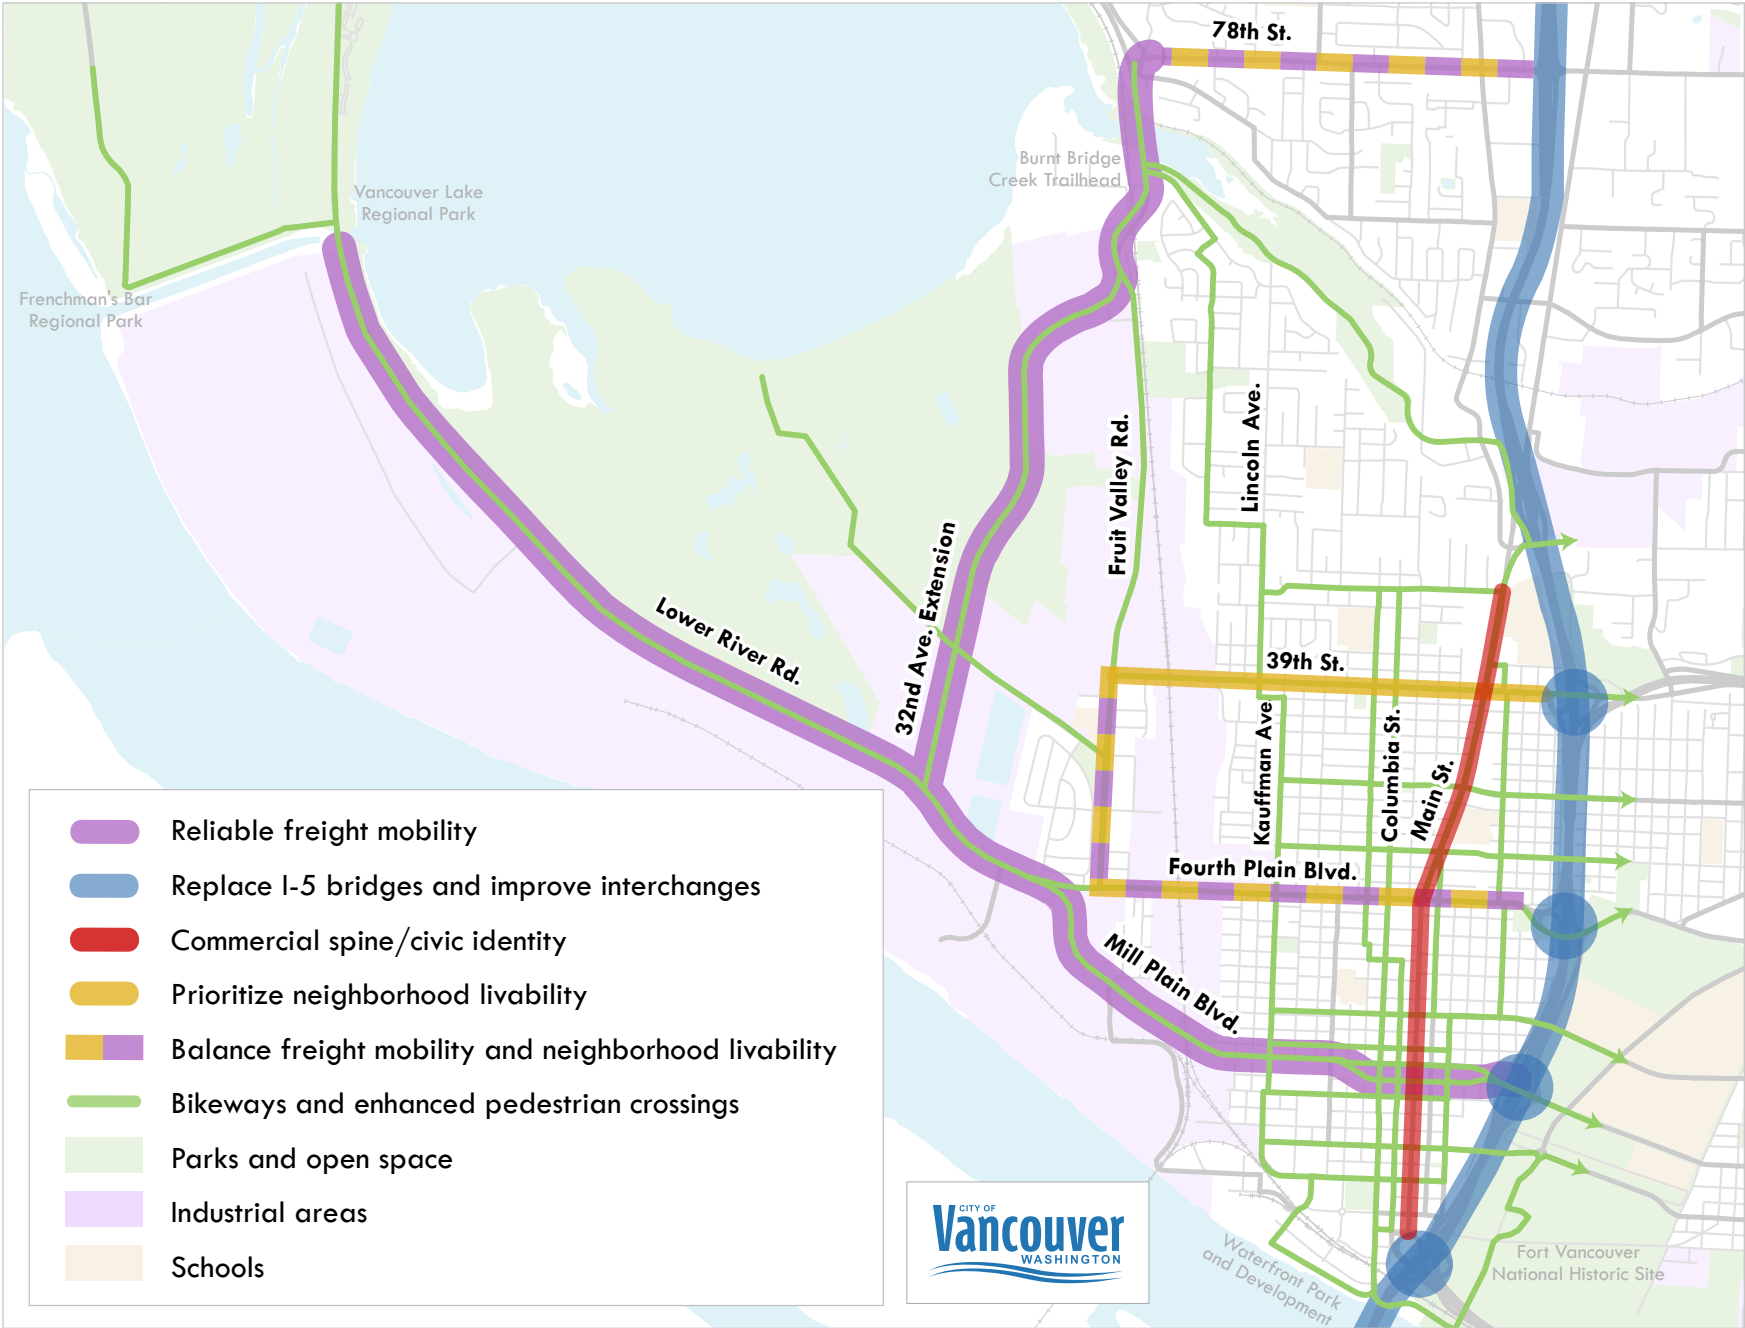 78th St.
Burnt Bridge
Creek Trailhead
Vancouver Lake
Regional Park
Frenchman's Bar
Regional Park
Lincoln Ave.
Fruit Valley Rd.
32nd Ave. Extension
Lower River Rd.
39th St.
Kauffman Ave
Columbia St.
Main St.
Fourth Plain Blvd.
Mill Plain Blvd.
Reliable freight mobility
Replace I-5 bridges and improve interchanges
Commercial spine/civic identity
Prioritize neighborhood livability
Balance freight mobility and neighborhood livability
Bikeways and enhanced pedestrian crossings
Parks and open space
Industrial areas
Schools
CITY OF
Vancouver
WASHINGTON
Waterfront Park
and Development
Fort Vancouver
National Historic Site